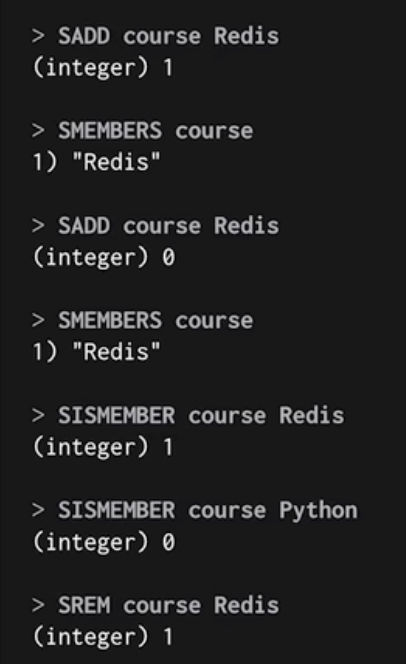 > SADD course Redis
(integer) 1
> SMEMBERS course
1) "Redis"
> SADD course Redis
(integer) 0
> SMEMBERS course
1) "Redis"
> SISMEMBER course Redis
(integer) 1
> SISMEMBER course Python
(integer) 0
> SREM course Redis
(integer) 1